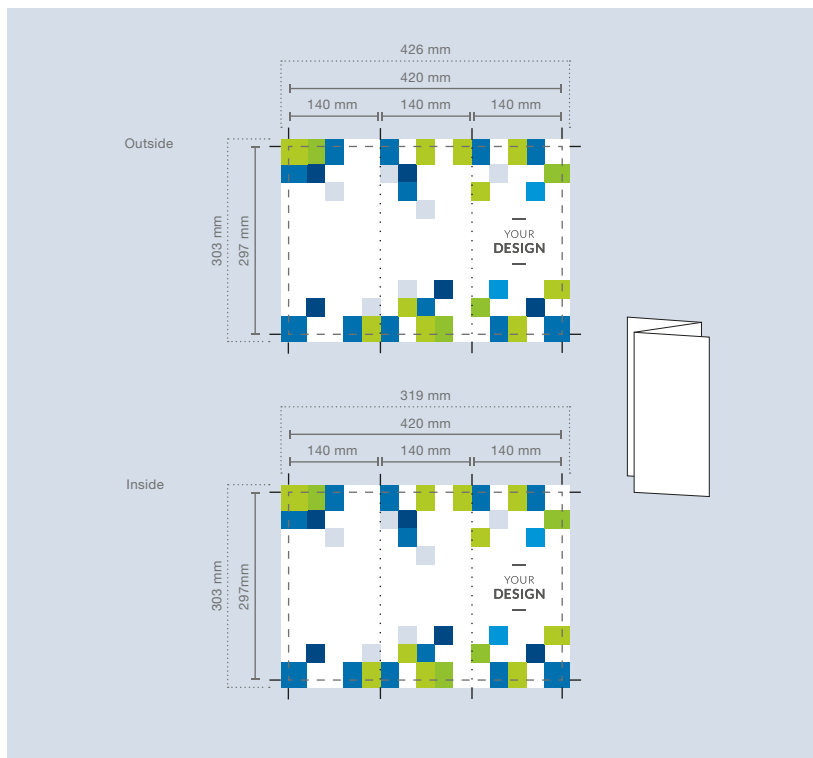 426 mm
420 mm
140 mm 140 mm 140 mm
Outside
303 mm
297 mm
YOUR
DESIGN
319 mm
420 mm
140 mm 140 mm 140 mm
Inside
303 mm
297mm
YOUR
DESIGN